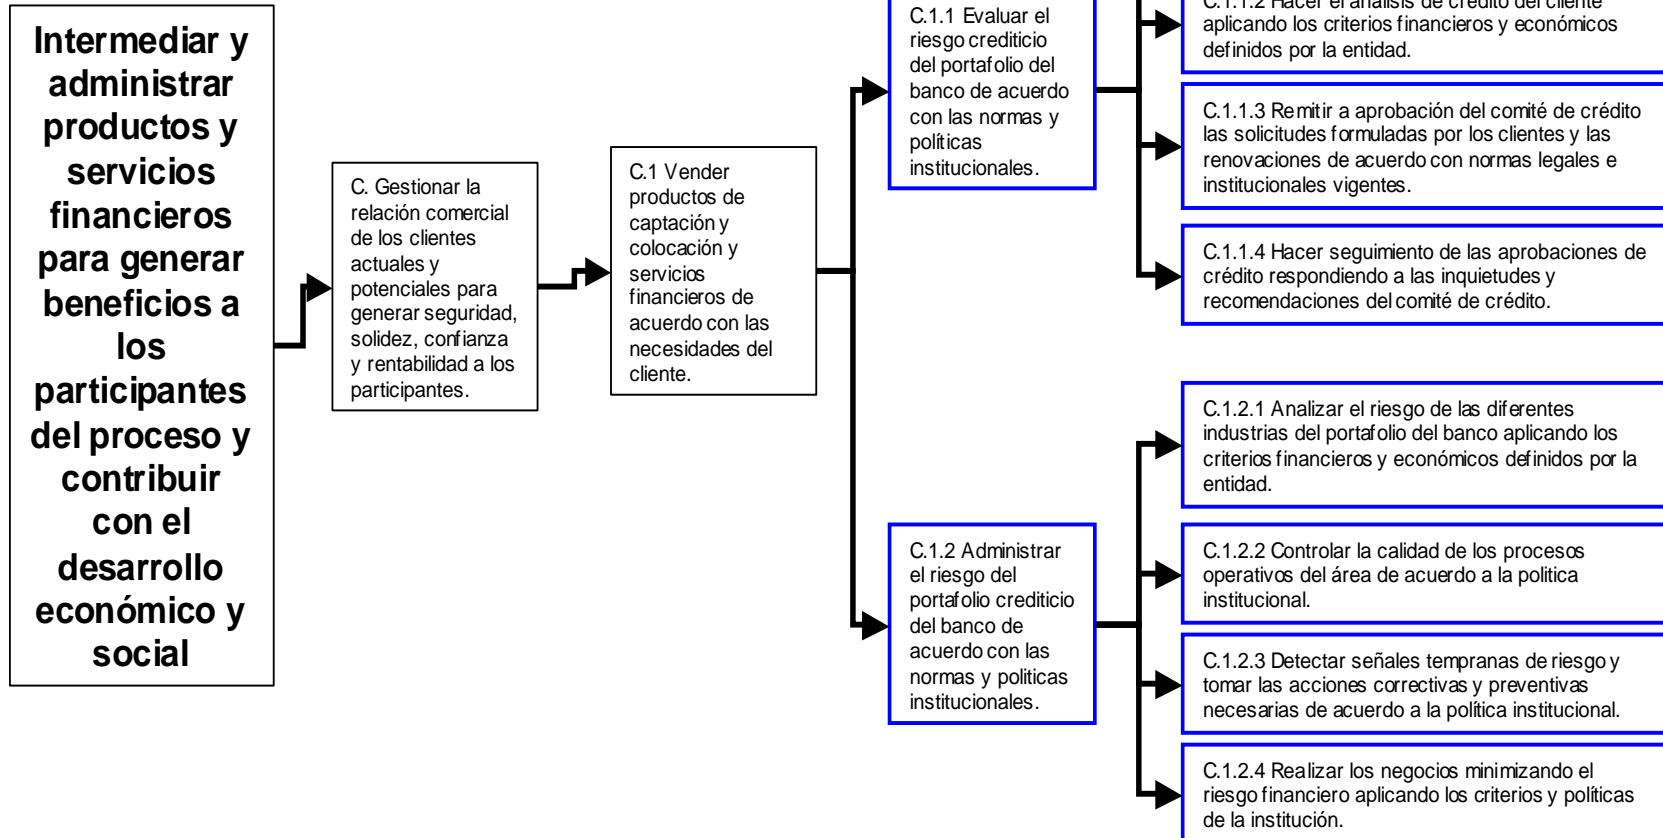 Intermediar y
administrar
productos y
servicios
financieros
para generar
beneficios a
los
participantes
del proceso y
contribuir
con el
desarrollo
económico y
social
C. Gestionar la
relación comercial
de los clientes
actuales y
potenciales para
generar seguridad,
solidez, confianza
y rentabilidad a los
participantes.
C.1 Vender
productos de
captación y
colocación y
servicios
financieros de
acuerdo con las
necesidades del
cliente.
C.1.1 Evaluar el
riesgo crediticio
del portafolio del
banco de acuerdo
con las normas y
políticas
institucionales.
C.1.1.2 Hacer el análisis de crédito del cliente
aplicando los criterios financieros y económicos
definidos por la entidad.
C.1.1.3 Remitir a aprobación del comité de crédito
las solicitudes formuladas por los clientes y las
renovaciones de acuerdo con normas legales e
institucionales vigentes.
C.1.1.4 Hacer seguimiento de las aprobaciones de
crédito respondiendo a las inquietudes y
recomendaciones del comité de crédito.
C.1.2 Administrar
el riesgo del
portafolio crediticio
del banco de
acuerdo con las
normas y politicas
institucionales.
C.1.2.1 Analizar el riesgo de las diferentes
industrias del portafolio del banco aplicando los
criterios financieros y económicos definidos por la
entidad.
C.1.2.2 Controlar la calidad de los procesos
operativos del área de acuerdo a la politica
institucional.
C.1.2.3 Detectar señales tempranas de riesgo y
tomar las acciones correctivas y preventivas
necesarias de acuerdo a la política institucional.
C.1.2.4 Realizar los negocios minimizando el
riesgo financiero aplicando los criterios y políticas
de la institución.